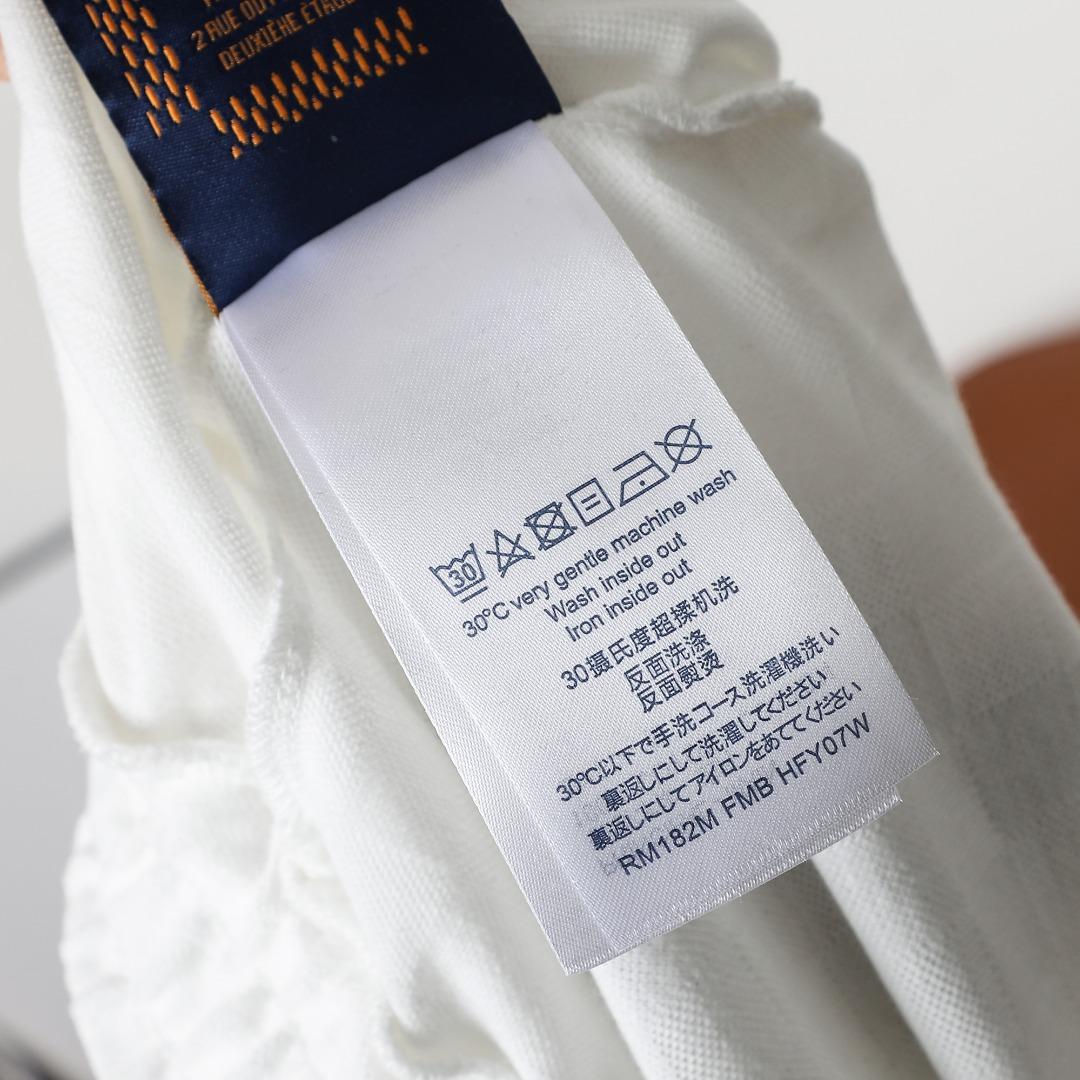 2 RUE DU
DEUXIÈME ÉTAGE
30
30°C very gentle machine wash
Wash inside out
Iron inside out
30摄氏度超揉机洗
反面洗涤
反面熨烫
30℃以下で手洗コース洗濯機洗い
裏返しにして洗濯してください
裏返しにしてアイロンをあててください
RM182M FMB HFY07W